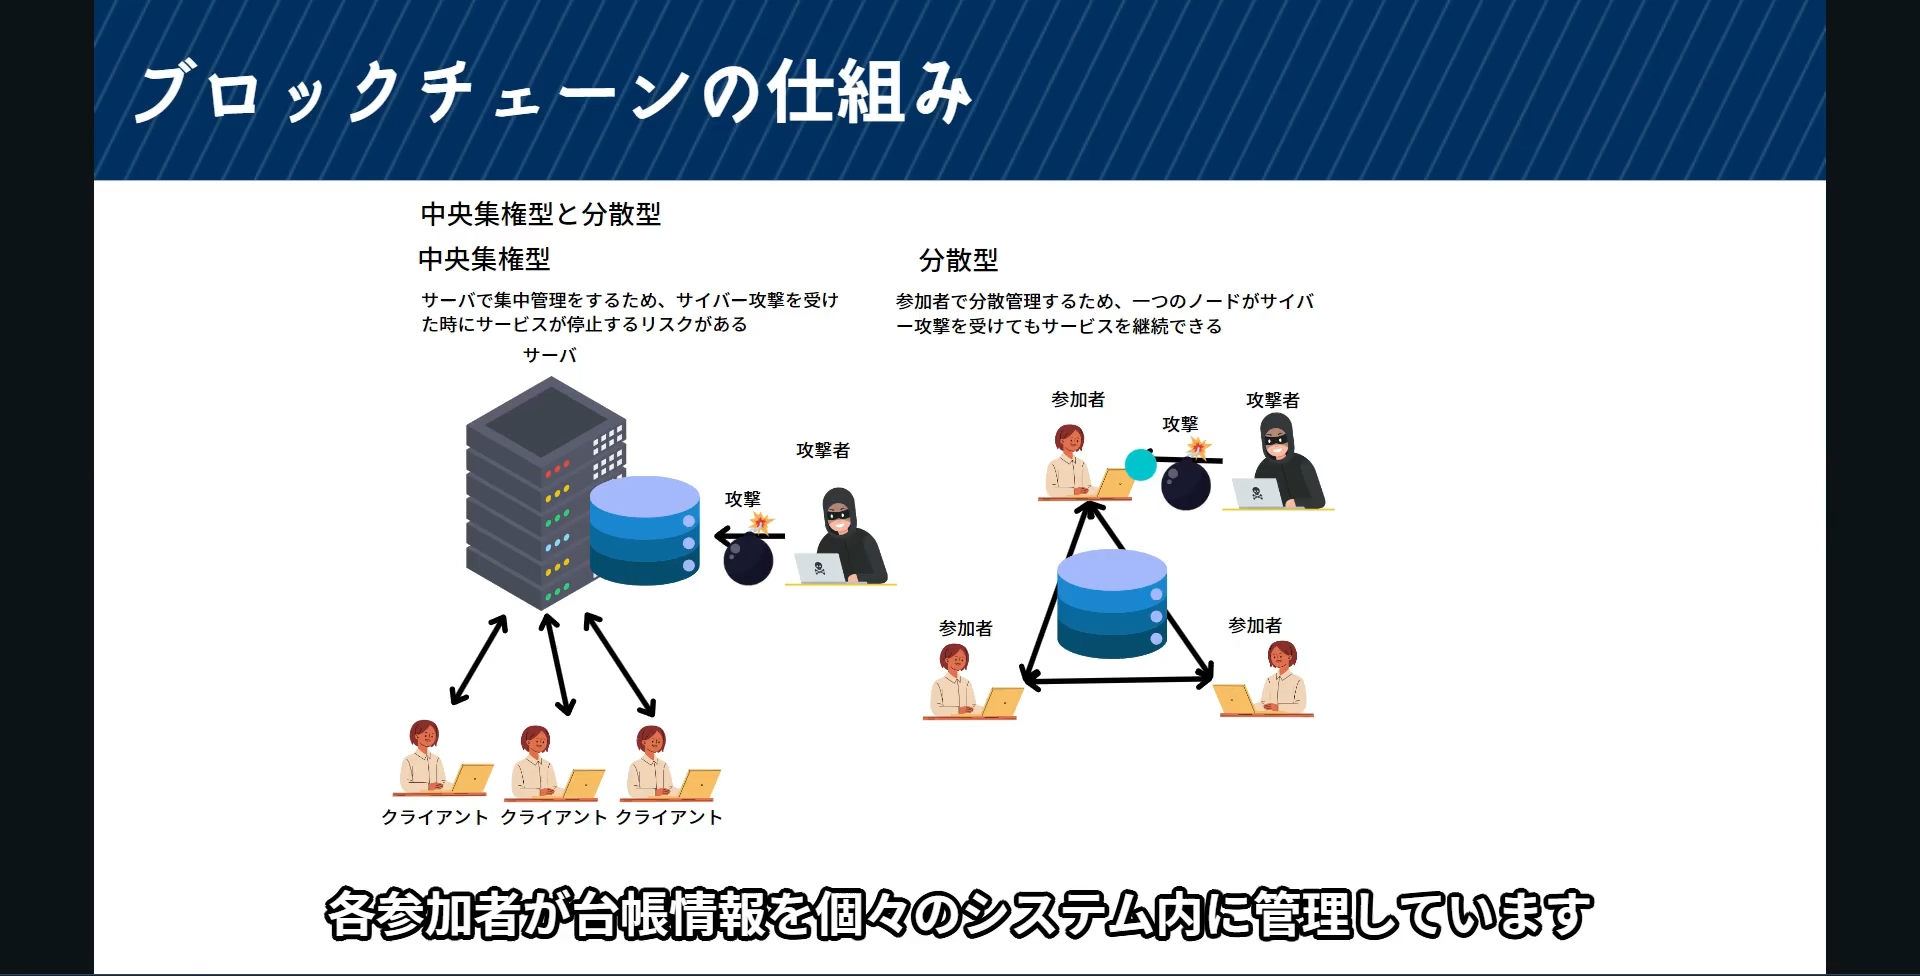 ブロックチェーンの仕組み
中央集権型と分散型
中央集権型
サーバで集中管理をするため、サイバー攻撃を受け
た時にサービスが停止するリスクがある
サーバ
攻撃者
攻撃
クライアント
クライアント
クライアント
分散型
参加者で分散管理するため、一つのノードがサイバ
ー攻撃を受けてもサービスを継続できる
参加者
攻撃
攻撃者
参加者
参加者
各参加者が台帳情報を個々のシステム内に管理しています